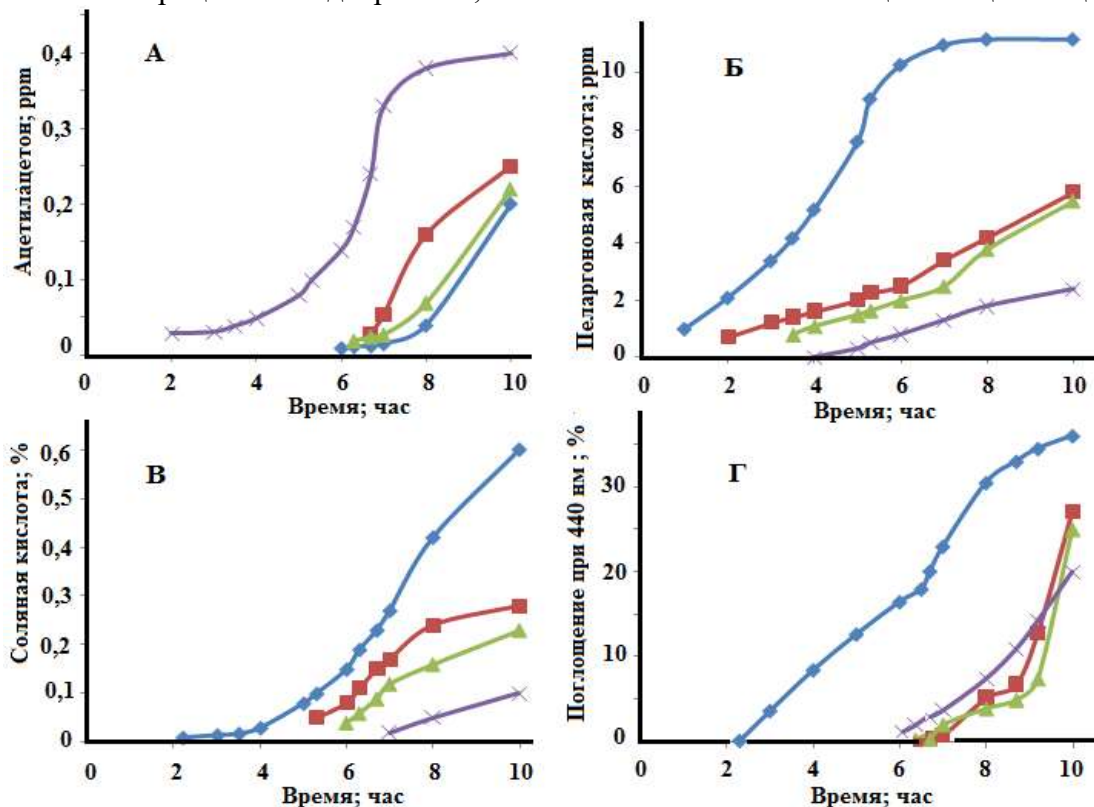 А
Ацетилацетон; ppm
0,4
0,3
0,2
0,1
0
0 2 4 6 8 10
Время; час
Б
Пеларгоновая кислота; ppm
10
8
6
4
2
0
0 2 4 6 8 10
Время; час
В
Соляная кислота; %
0,6
0,5
0,4
0,3
0,2
0,1
0
0 2 4 6 8 10
Время; час
Г
Поглощение при 440 нм ; %
30
20
10
0
0 2 4 6 8 10
Время; час